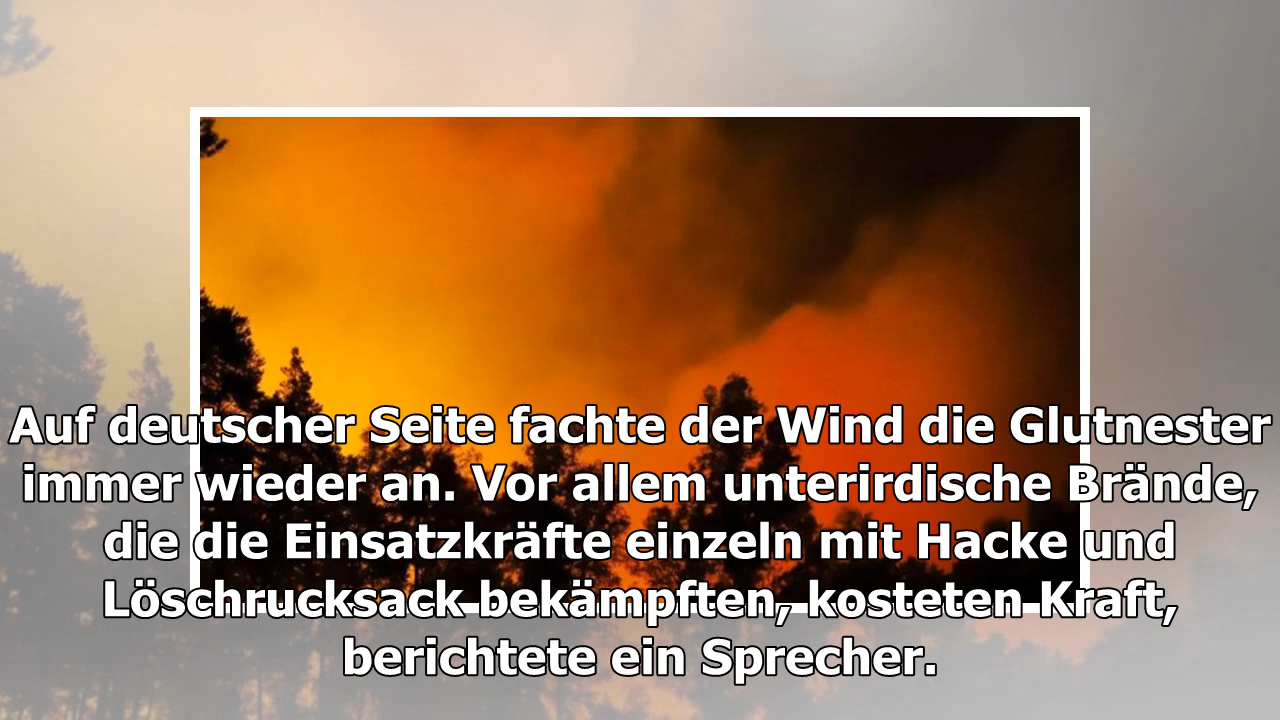 Auf deutscher Seite fachte der Wind die Glutnester
immer wieder an. Vor allem unterirdische Brände,
die die Einsatzkräfte einzeln mit Hacke und
Löschrucksack bekämpften, kosteten Kraft,
berichtete ein Sprecher.